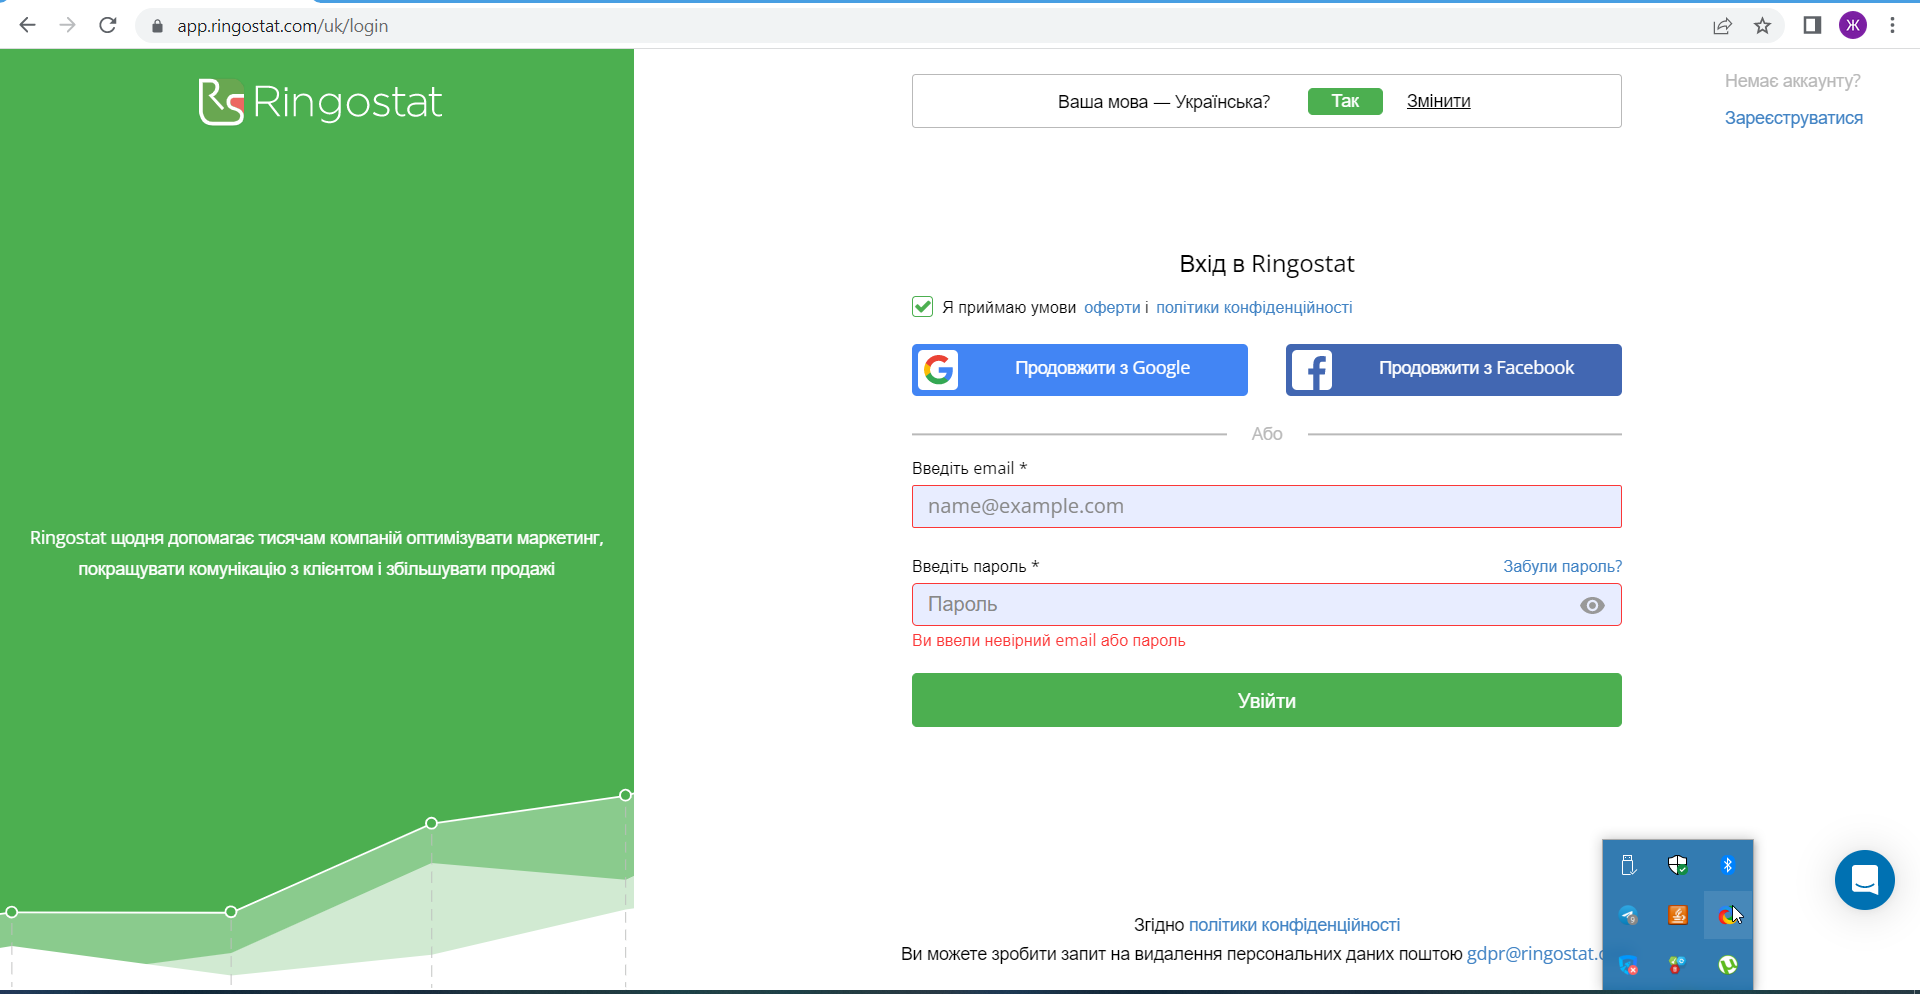 app.ringostat.com/uk/login
Ж
Ringostat
Ваша мова — Українська?
Так
Змінити
Немає аккаунту?
Зареєструватися
Вхід в Ringostat
Я приймаю умови оферти і політики конфіденційності
Продовжити з Google
Продовжити з Facebook
Або
Введіть email *
name@example.com
Введіть пароль *
Забули пароль?
Пароль
Ви ввели невірний email або пароль
Увійти
Ringostat щодня допомагає тисячам компаній оптимізувати маркетинг,
покращувати комунікацію з клієнтом і збільшувати продажі
Згідно політики конфіденційності
Ви можете зробити запит на видалення персональних даних поштою gdpr@ringostat.c